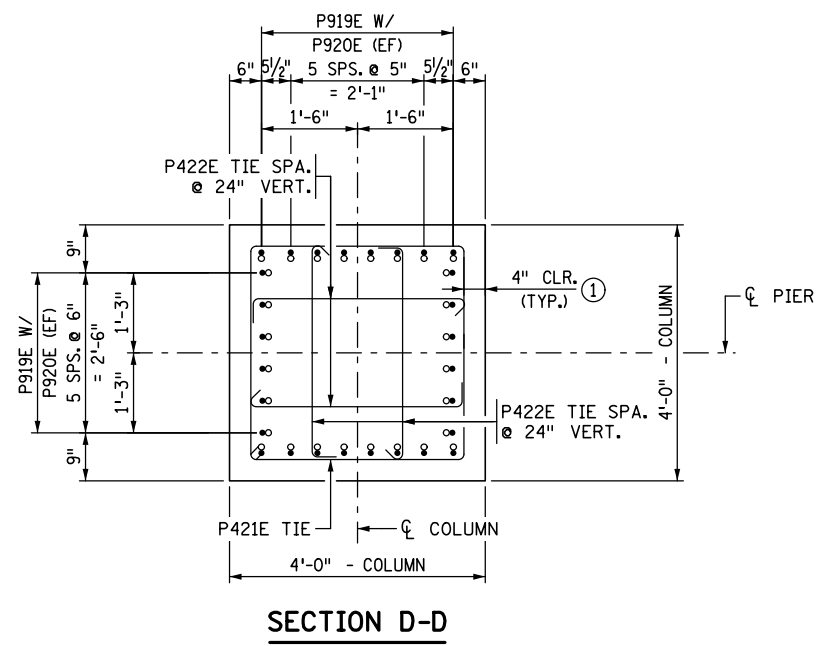 P919E W/
P920E (EF)
6" 5½" 5 SPS. @ 5" 5½" 6"
= 2'-1"
1'-6" 1'-6"
P422E TIE SPA.
@ 24" VERT.
9"
4" CLR.
(TYP.) 1
P919E W/
P920E (EF)
5 SPS. @ 6"
= 2'-6"
1'-3"
1'-3"
℄ PIER
4'-0" - COLUMN
P422E TIE SPA.
@ 24" VERT.
9"
P421E TIE
℄ COLUMN
4'-0" - COLUMN
SECTION D-D